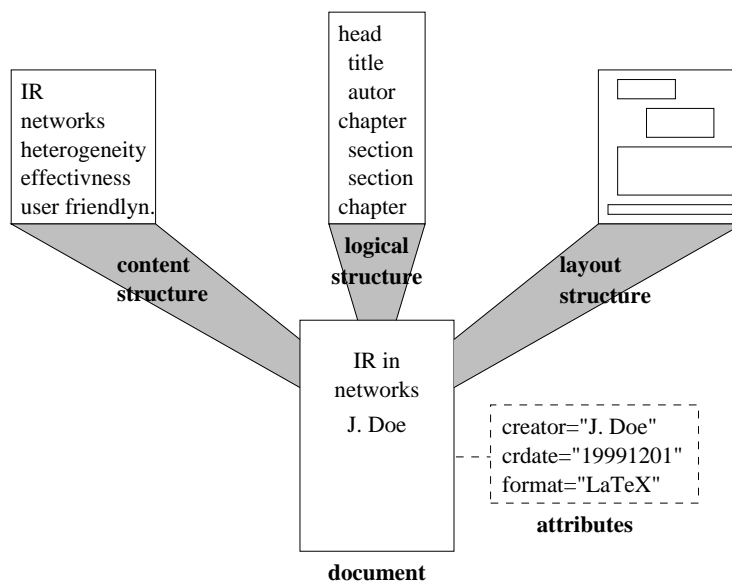 head
title
autor
chapter
section
section
chapter
IR
networks
heterogeneity
effectivness
user friendlyn.
content
structure
logical
structure
layout
structure
IR in
networks
J. Doe
creator="J. Doe"
crdate="19991201"
format="LaTeX"
attributes
document